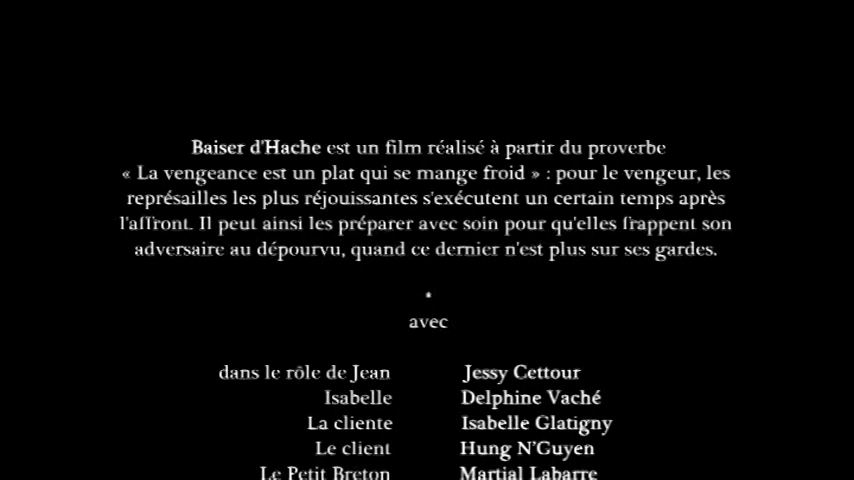 Baiser d'Hache est un film réalisé à partir du proverbe
« La vengeance est un plat qui se mange froid » : pour le vengeur, les
représailles les plus réjouissantes s'exécutent un certain temps après
l'affront. Il peut ainsi les préparer avec soin pour qu'elles frappent son
adversaire au dépourvu, quand ce dernier n'est plus sur ses gardes.
*
avec
dans le rôle de Jean Jessy Cettour
Isabelle Delphine Vaché
La cliente Isabelle Glatigny
Le client Hung N'Guyen
Le Petit Breton Martial Labarre